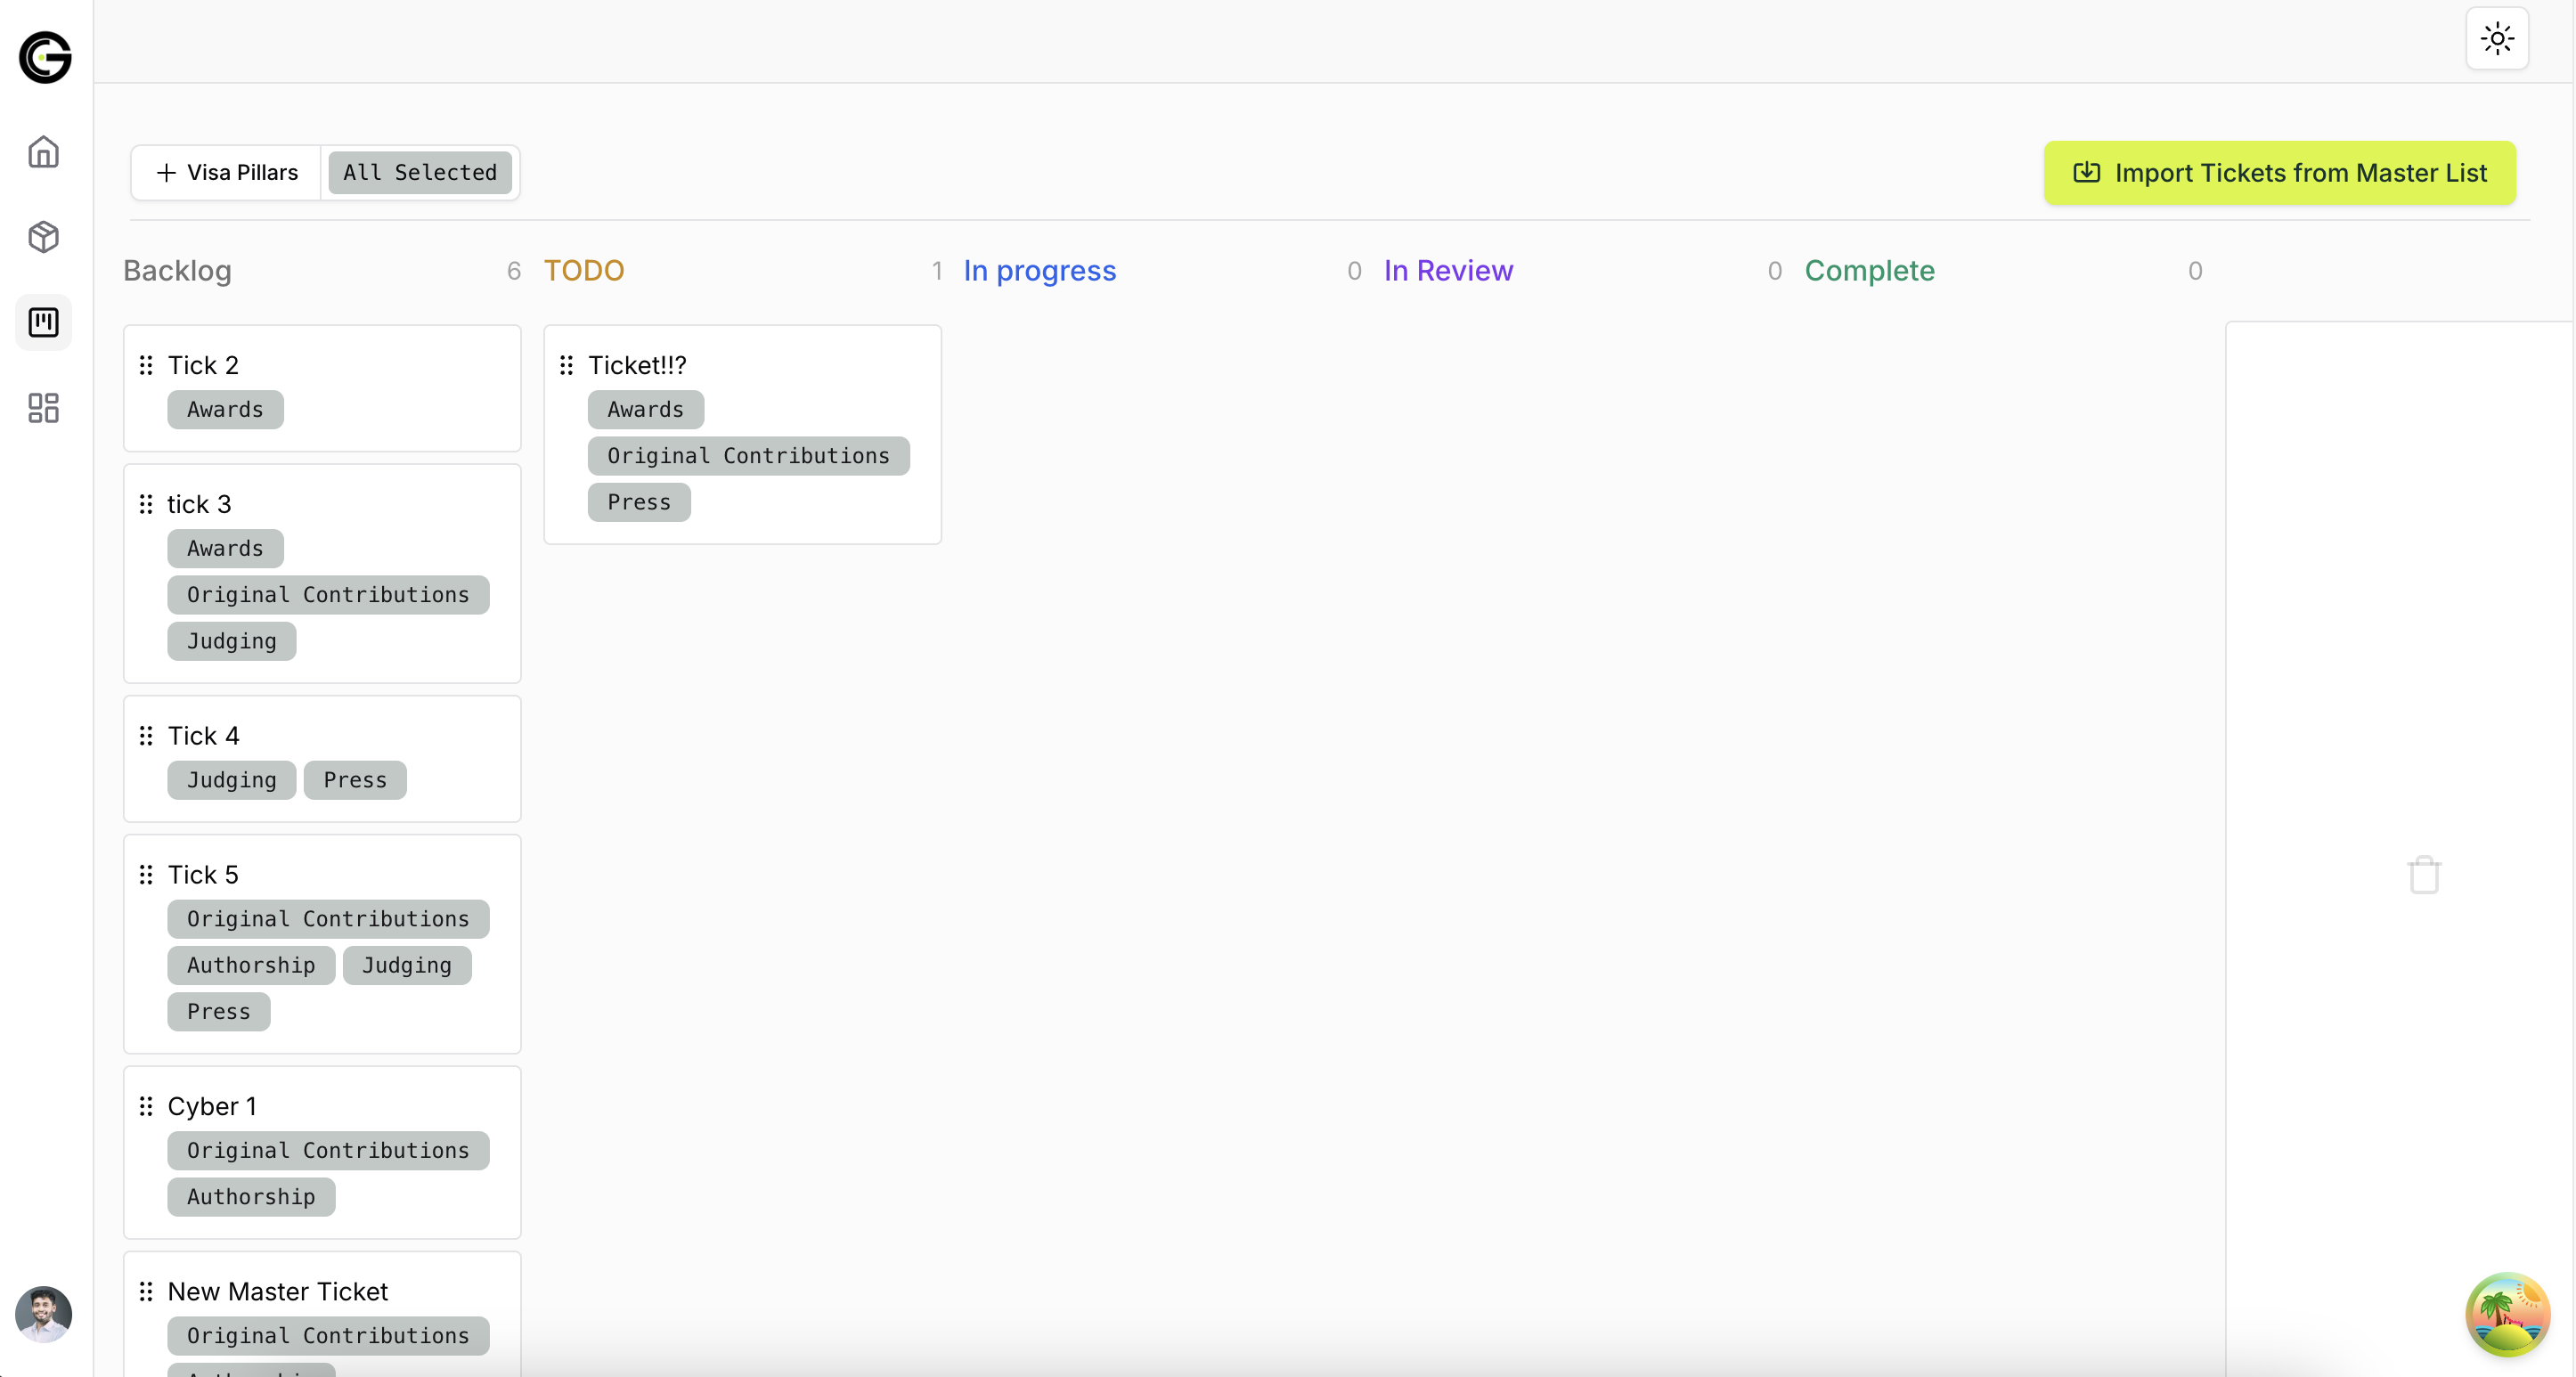 Visa Pillars All Selected
Import Tickets from Master List
Backlog 6
TODO 1
In progress 0
In Review 0
Complete 0
Tick 2
Awards
tick 3
Awards
Original Contributions
Judging
Tick 4
Judging Press
Tick 5
Original Contributions
Authorship Judging
Press
Cyber 1
Original Contributions
Authorship
New Master Ticket
Original Contributions
Ticket!!?
Awards
Original Contributions
Press